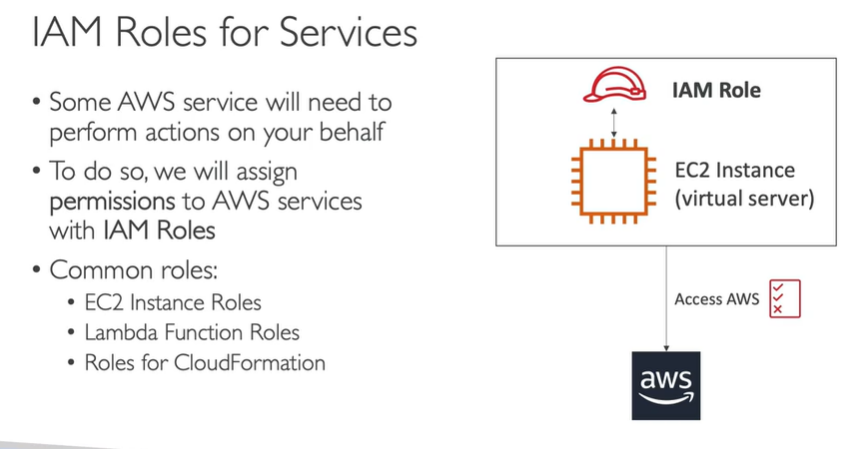 IAM Roles for Services
• Some AWS service will need to
perform actions on your behalf
• To do so, we will assign
permissions to AWS services
with IAM Roles
• Common roles:
• EC2 Instance Roles
• Lambda Function Roles
• Roles for CloudFormation
IAM Role
EC2 Instance
(virtual server)
Access AWS
aws